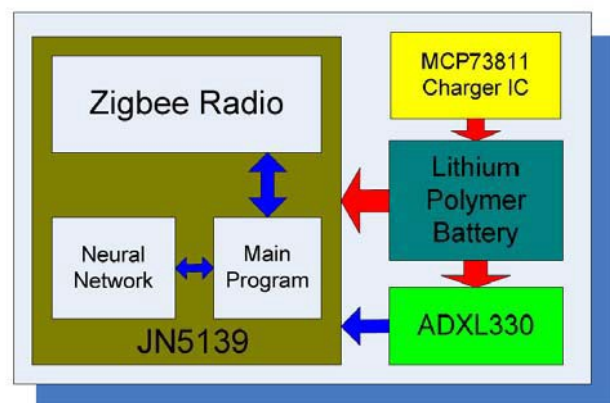 Zigbee Radio
Neural
Network
Main
Program
JN5139
MCP73811
Charger IC
Lithium
Polymer
Battery
ADXL330